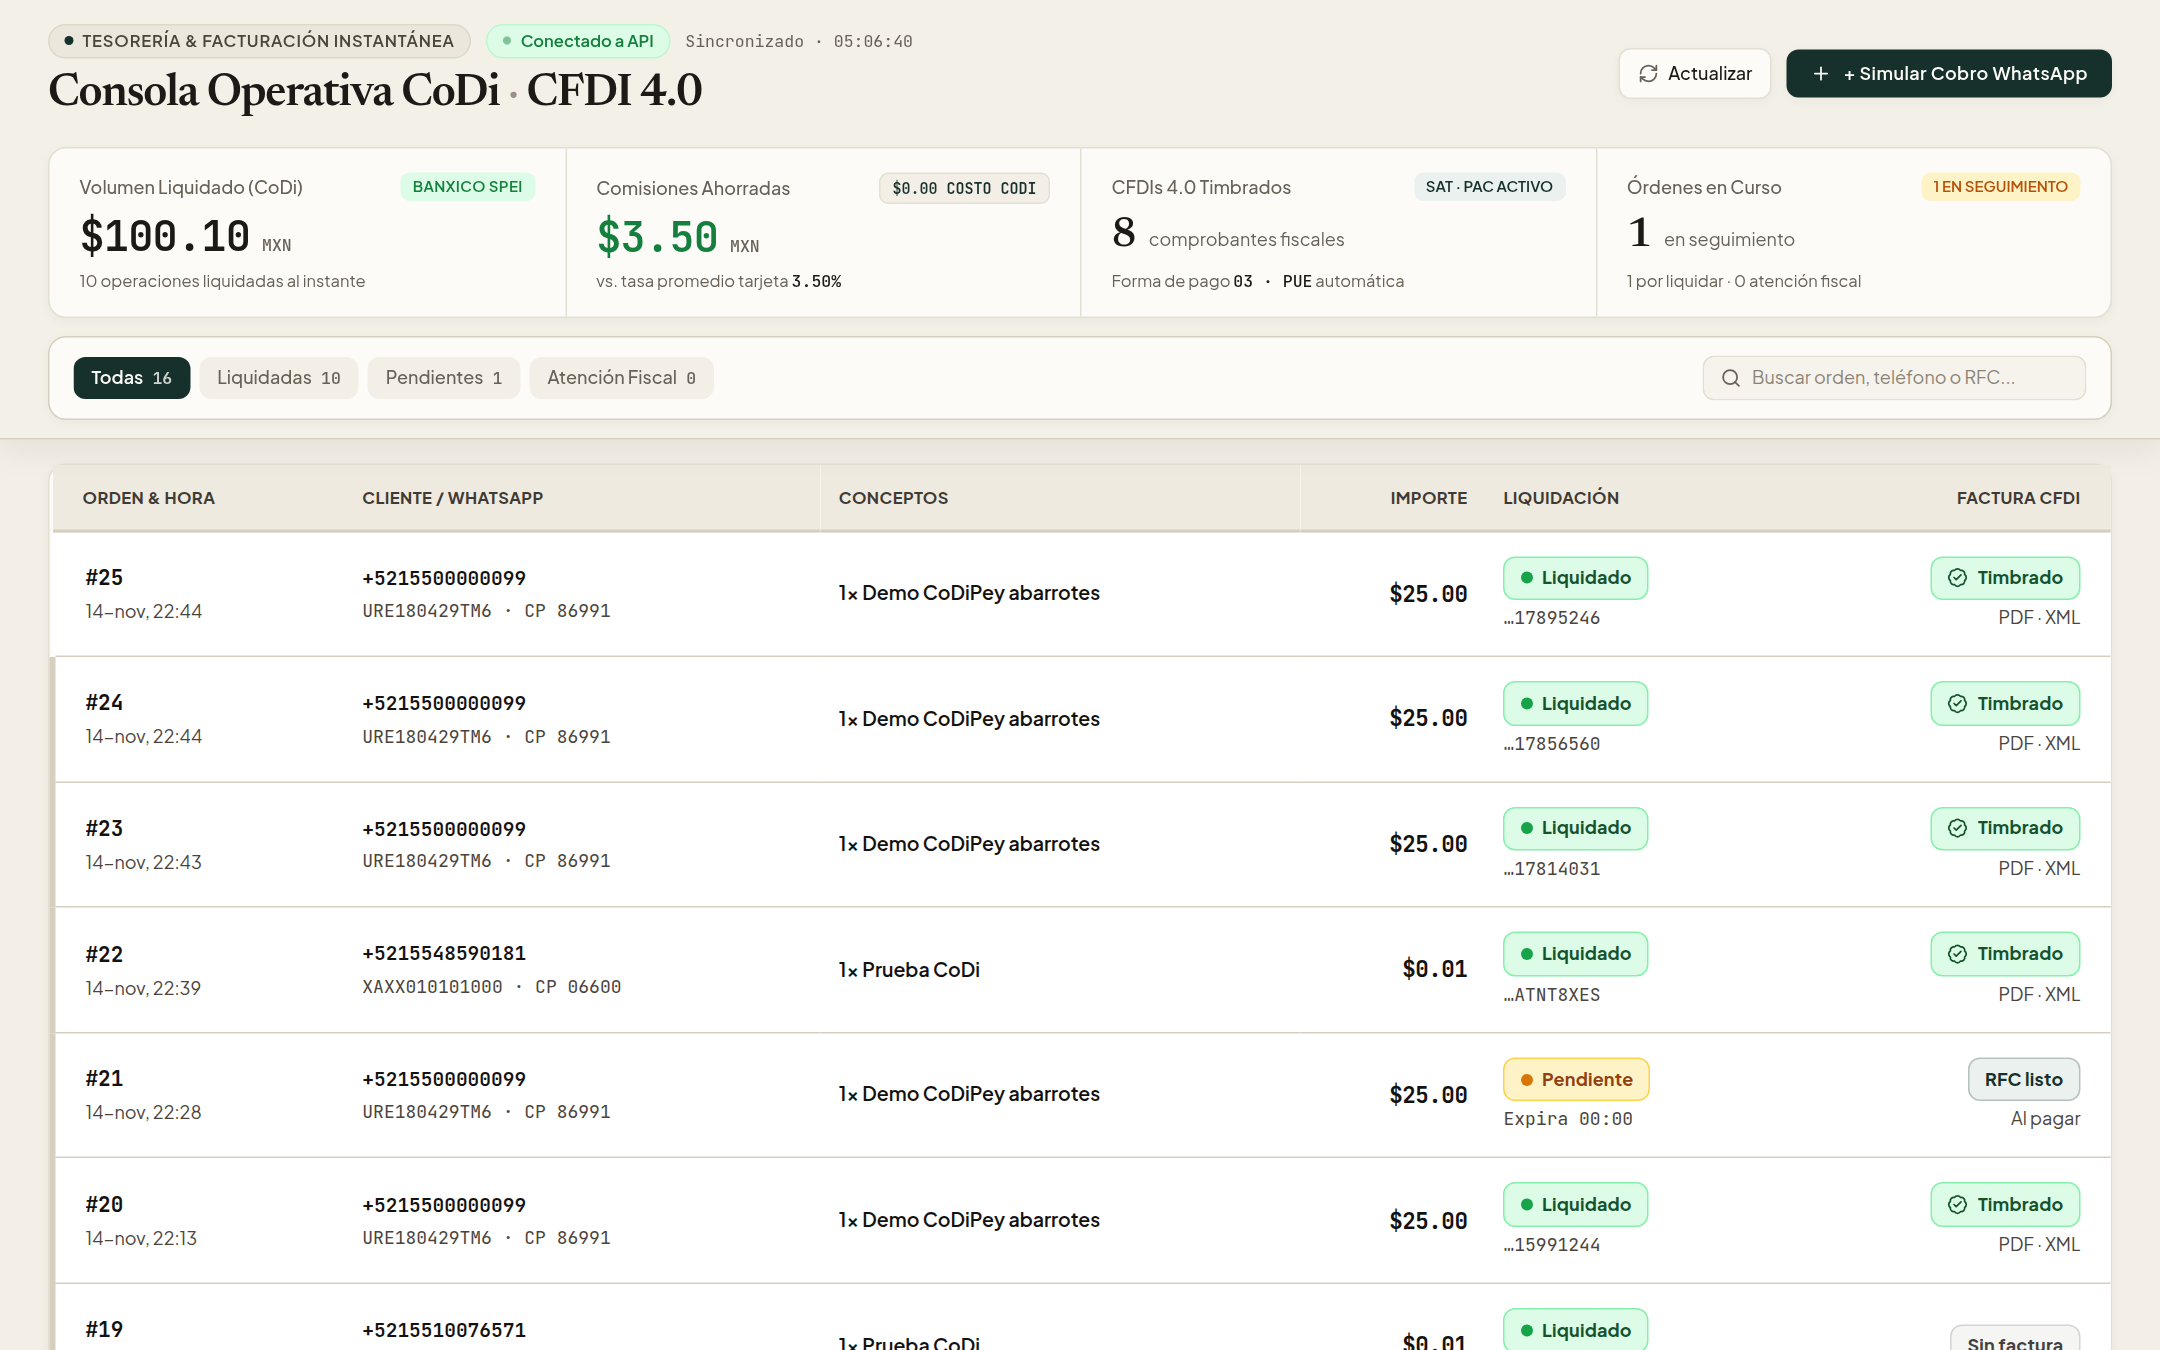 TESORERÍA & FACTURACIÓN INSTANTÁNEA Conectado a API Sincronizado · 05:06:40
Consola Operativa CoDi · CFDI 4.0
Actualizar + Simular Cobro WhatsApp
Volumen Liquidado (CoDi) BANXICO SPEI
$100.10 MXN
10 operaciones liquidadas al instante
Comisiones Ahorradas $0.00 COSTO CODI
$3.50 MXN
vs. tasa promedio tarjeta 3.50%
CFDIs 4.0 Timbrados SAT · PAC ACTIVO
8 comprobantes fiscales
Forma de pago 03 · PUE automática
Órdenes en Curso 1 EN SEGUIMIENTO
1 en seguimiento
1 por liquidar · 0 atención fiscal
Todas 16 Liquidadas 10 Pendientes 1 Atención Fiscal 0 Buscar orden, teléfono o RFC...
ORDEN & HORA CLIENTE / WHATSAPP CONCEPTOS IMPORTE LIQUIDACIÓN FACTURA CFDI
#25 +5215500000099 1× Demo CoDiPey abarrotes $25.00 Liquidado Timbrado
14-nov, 22:44 URE180429TM6 · CP 86991 …17895246 PDF · XML
#24 +5215500000099 1× Demo CoDiPey abarrotes $25.00 Liquidado Timbrado
14-nov, 22:44 URE180429TM6 · CP 86991 …17856560 PDF · XML
#23 +5215500000099 1× Demo CoDiPey abarrotes $25.00 Liquidado Timbrado
14-nov, 22:43 URE180429TM6 · CP 86991 …17814031 PDF · XML
#22 +5215548590181 1× Prueba CoDi $0.01 Liquidado Timbrado
14-nov, 22:39 XAXX010101000 · CP 06600 …ATNT8XES PDF · XML
#21 +5215500000099 1× Demo CoDiPey abarrotes $25.00 Pendiente RFC listo
14-nov, 22:28 URE180429TM6 · CP 86991 Expira 00:00 Al pagar
#20 +5215500000099 1× Demo CoDiPey abarrotes $25.00 Liquidado Timbrado
14-nov, 22:13 URE180429TM6 · CP 86991 …15991244 PDF · XML
#19 +5215510076571 1× Prueba CoDi $0.01 Liquidado Sin factura